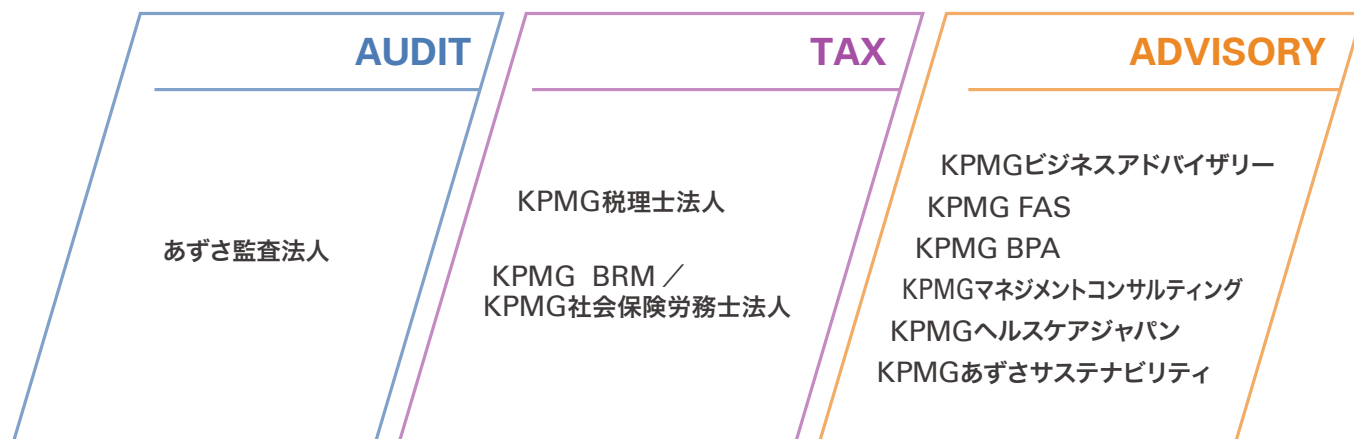 AUDIT
あずさ監査法人
TAX
KPMG税理士法人
KPMG BRM ／
KPMG社会保険労務士法人
ADVISORY
KPMGビジネスアドバイザリー
KPMG FAS
KPMG BPA
KPMGマネジメントコンサルティング
KPMGヘルスケアジャパン
KPMGあずさサステナビリティ